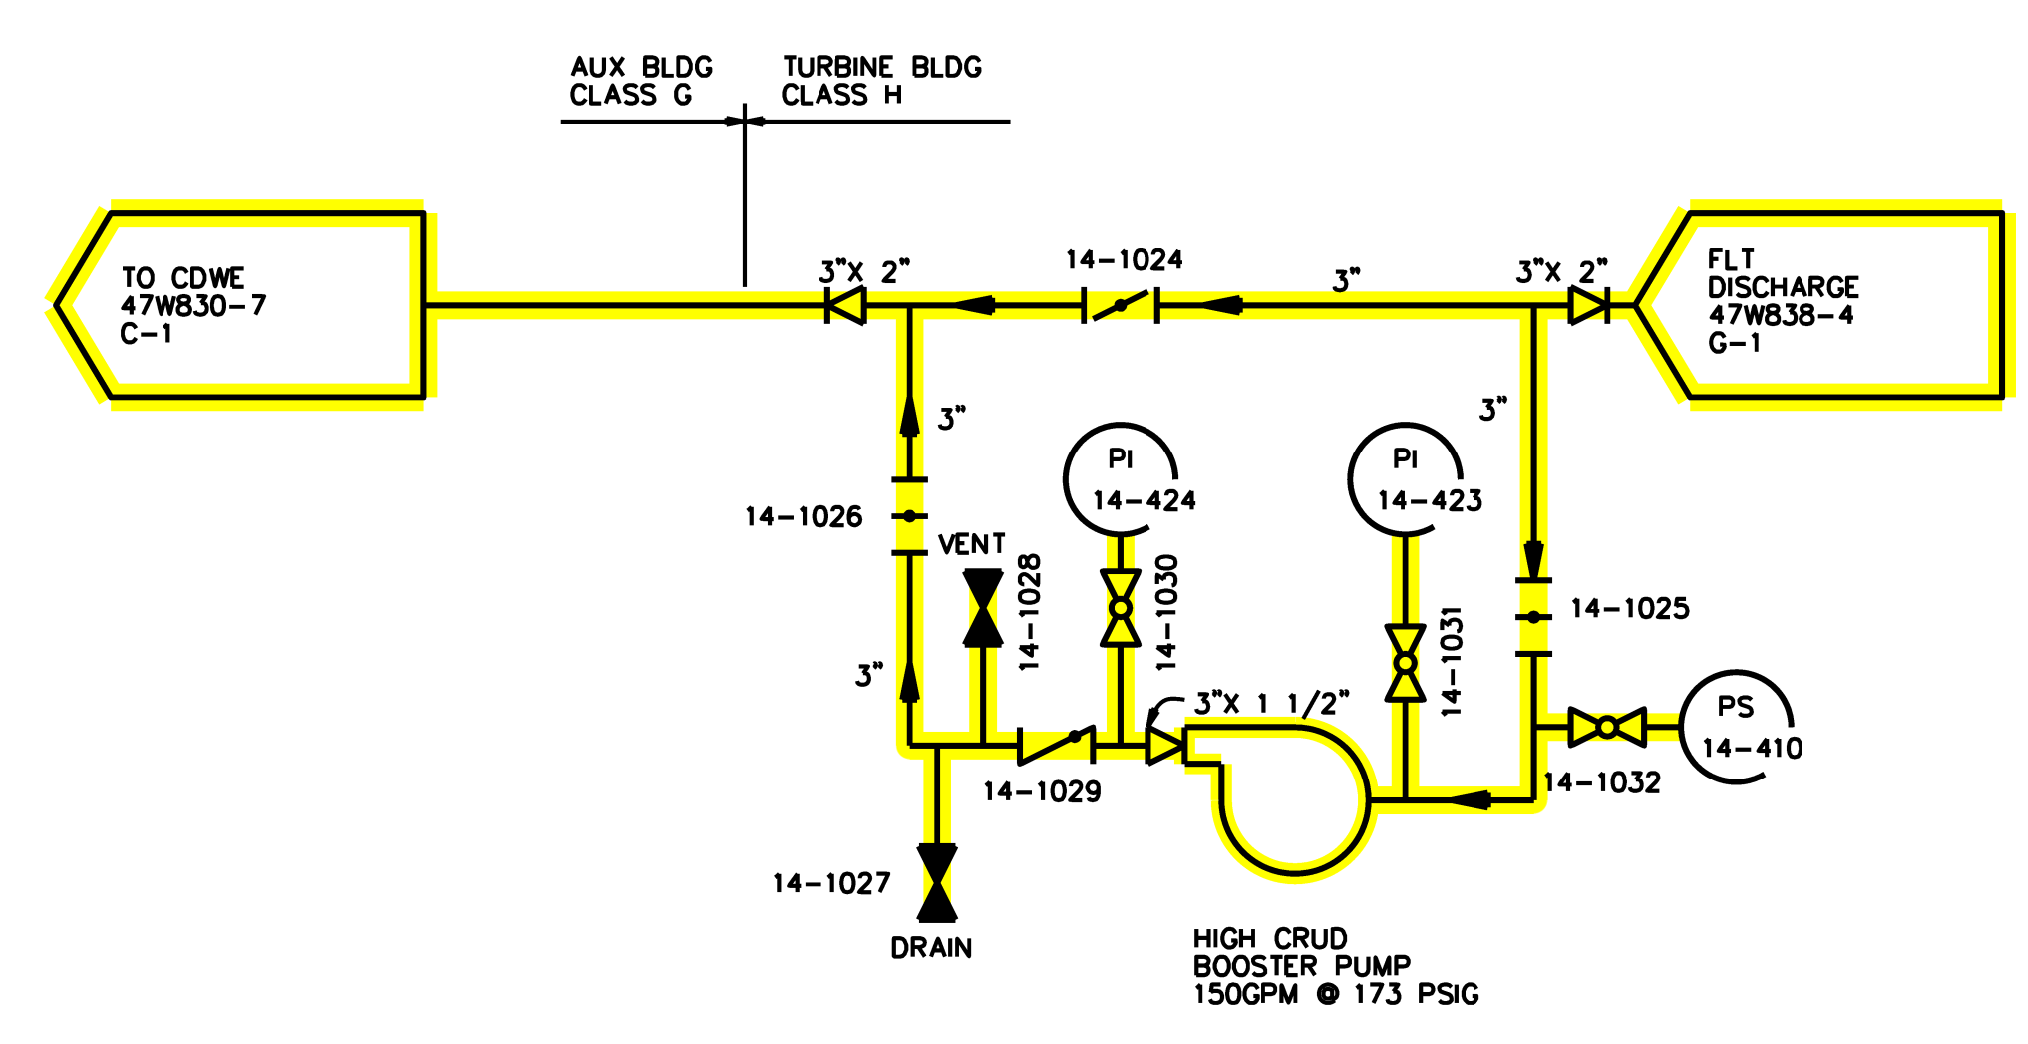 AUX BLDG
CLASS G
TURBINE BLDG
CLASS H
TO CDWE
47W830-7
C-1
3"X 2"
14-1024
3"
3"X 2"
FLT
DISCHARGE
47W838-4
G-1
3"
3"
PI
14-424
PI
14-423
14-1026
VENT
14-1028
14-1030
14-1031
14-1025
3"
3"X 1 1/2"
PS
14-410
14-1029
14-1032
14-1027
DRAIN
HIGH CRUD
BOOSTER PUMP
150GPM @ 173 PSIG